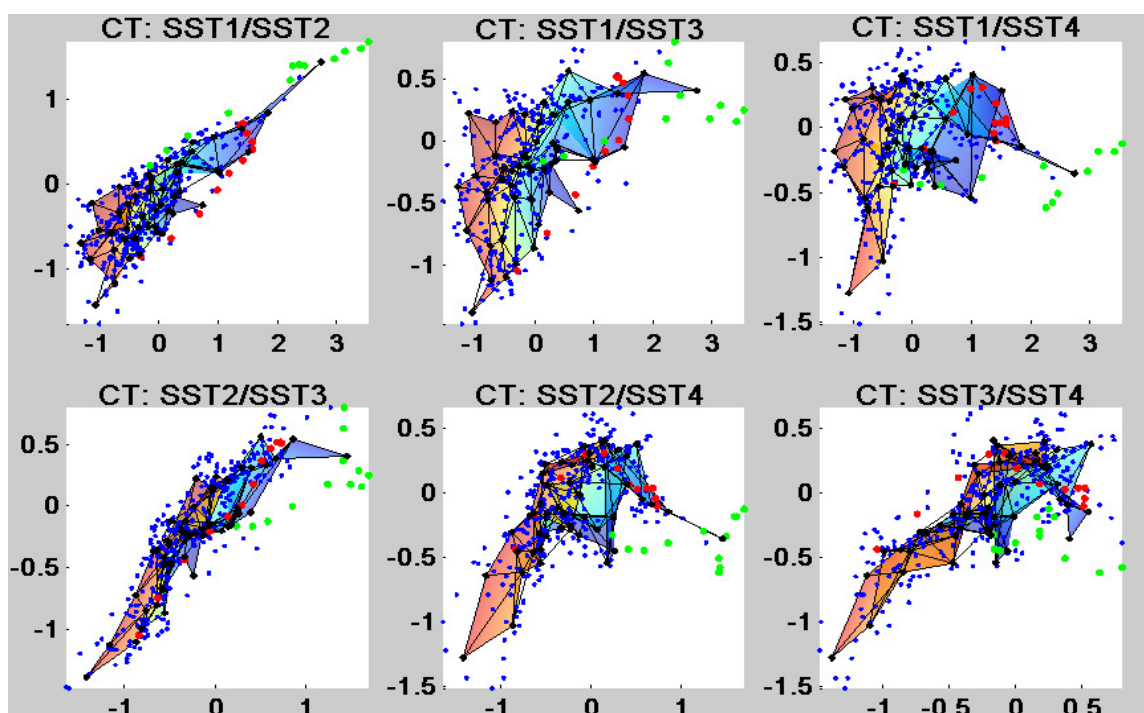 CT: SST1/SST2
CT: SST1/SST3
CT: SST1/SST4
1
0
-1
-1 0 1 2 3
0.5
0
-0.5
-1
-1 0 1 2 3
0.5
0
-0.5
-1
-1.5
-1 0 1 2 3
CT: SST2/SST3
CT: SST2/SST4
CT: SST3/SST4
0.5
0
-0.5
-1
-1 0 1
0.5
0
-0.5
-1
-1.5
-1 0 1
0.5
0
-0.5
-1
-1.5
-1 -0.5 0 0.5